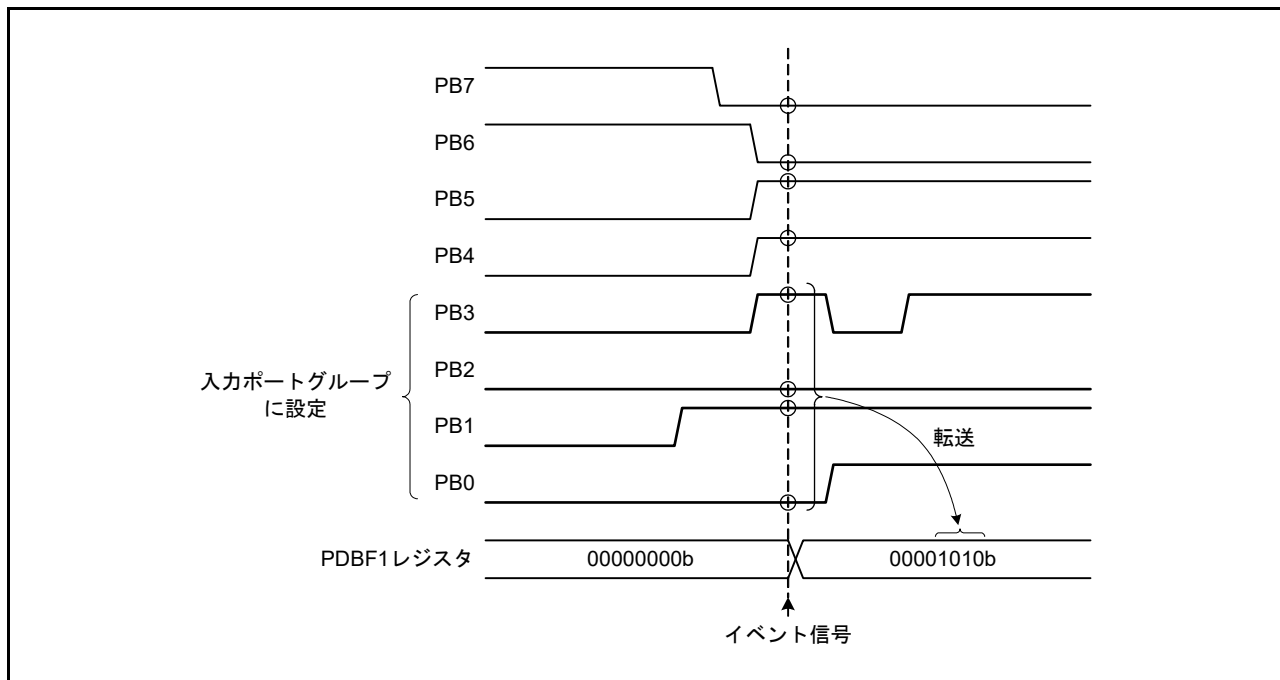 PB7
PB6
PB5
PB4
PB3
PB2
PB1
PB0
入力ポートグループ
に設定
転送
PDBF1レジスタ
00000000b
00001010b
イベント信号